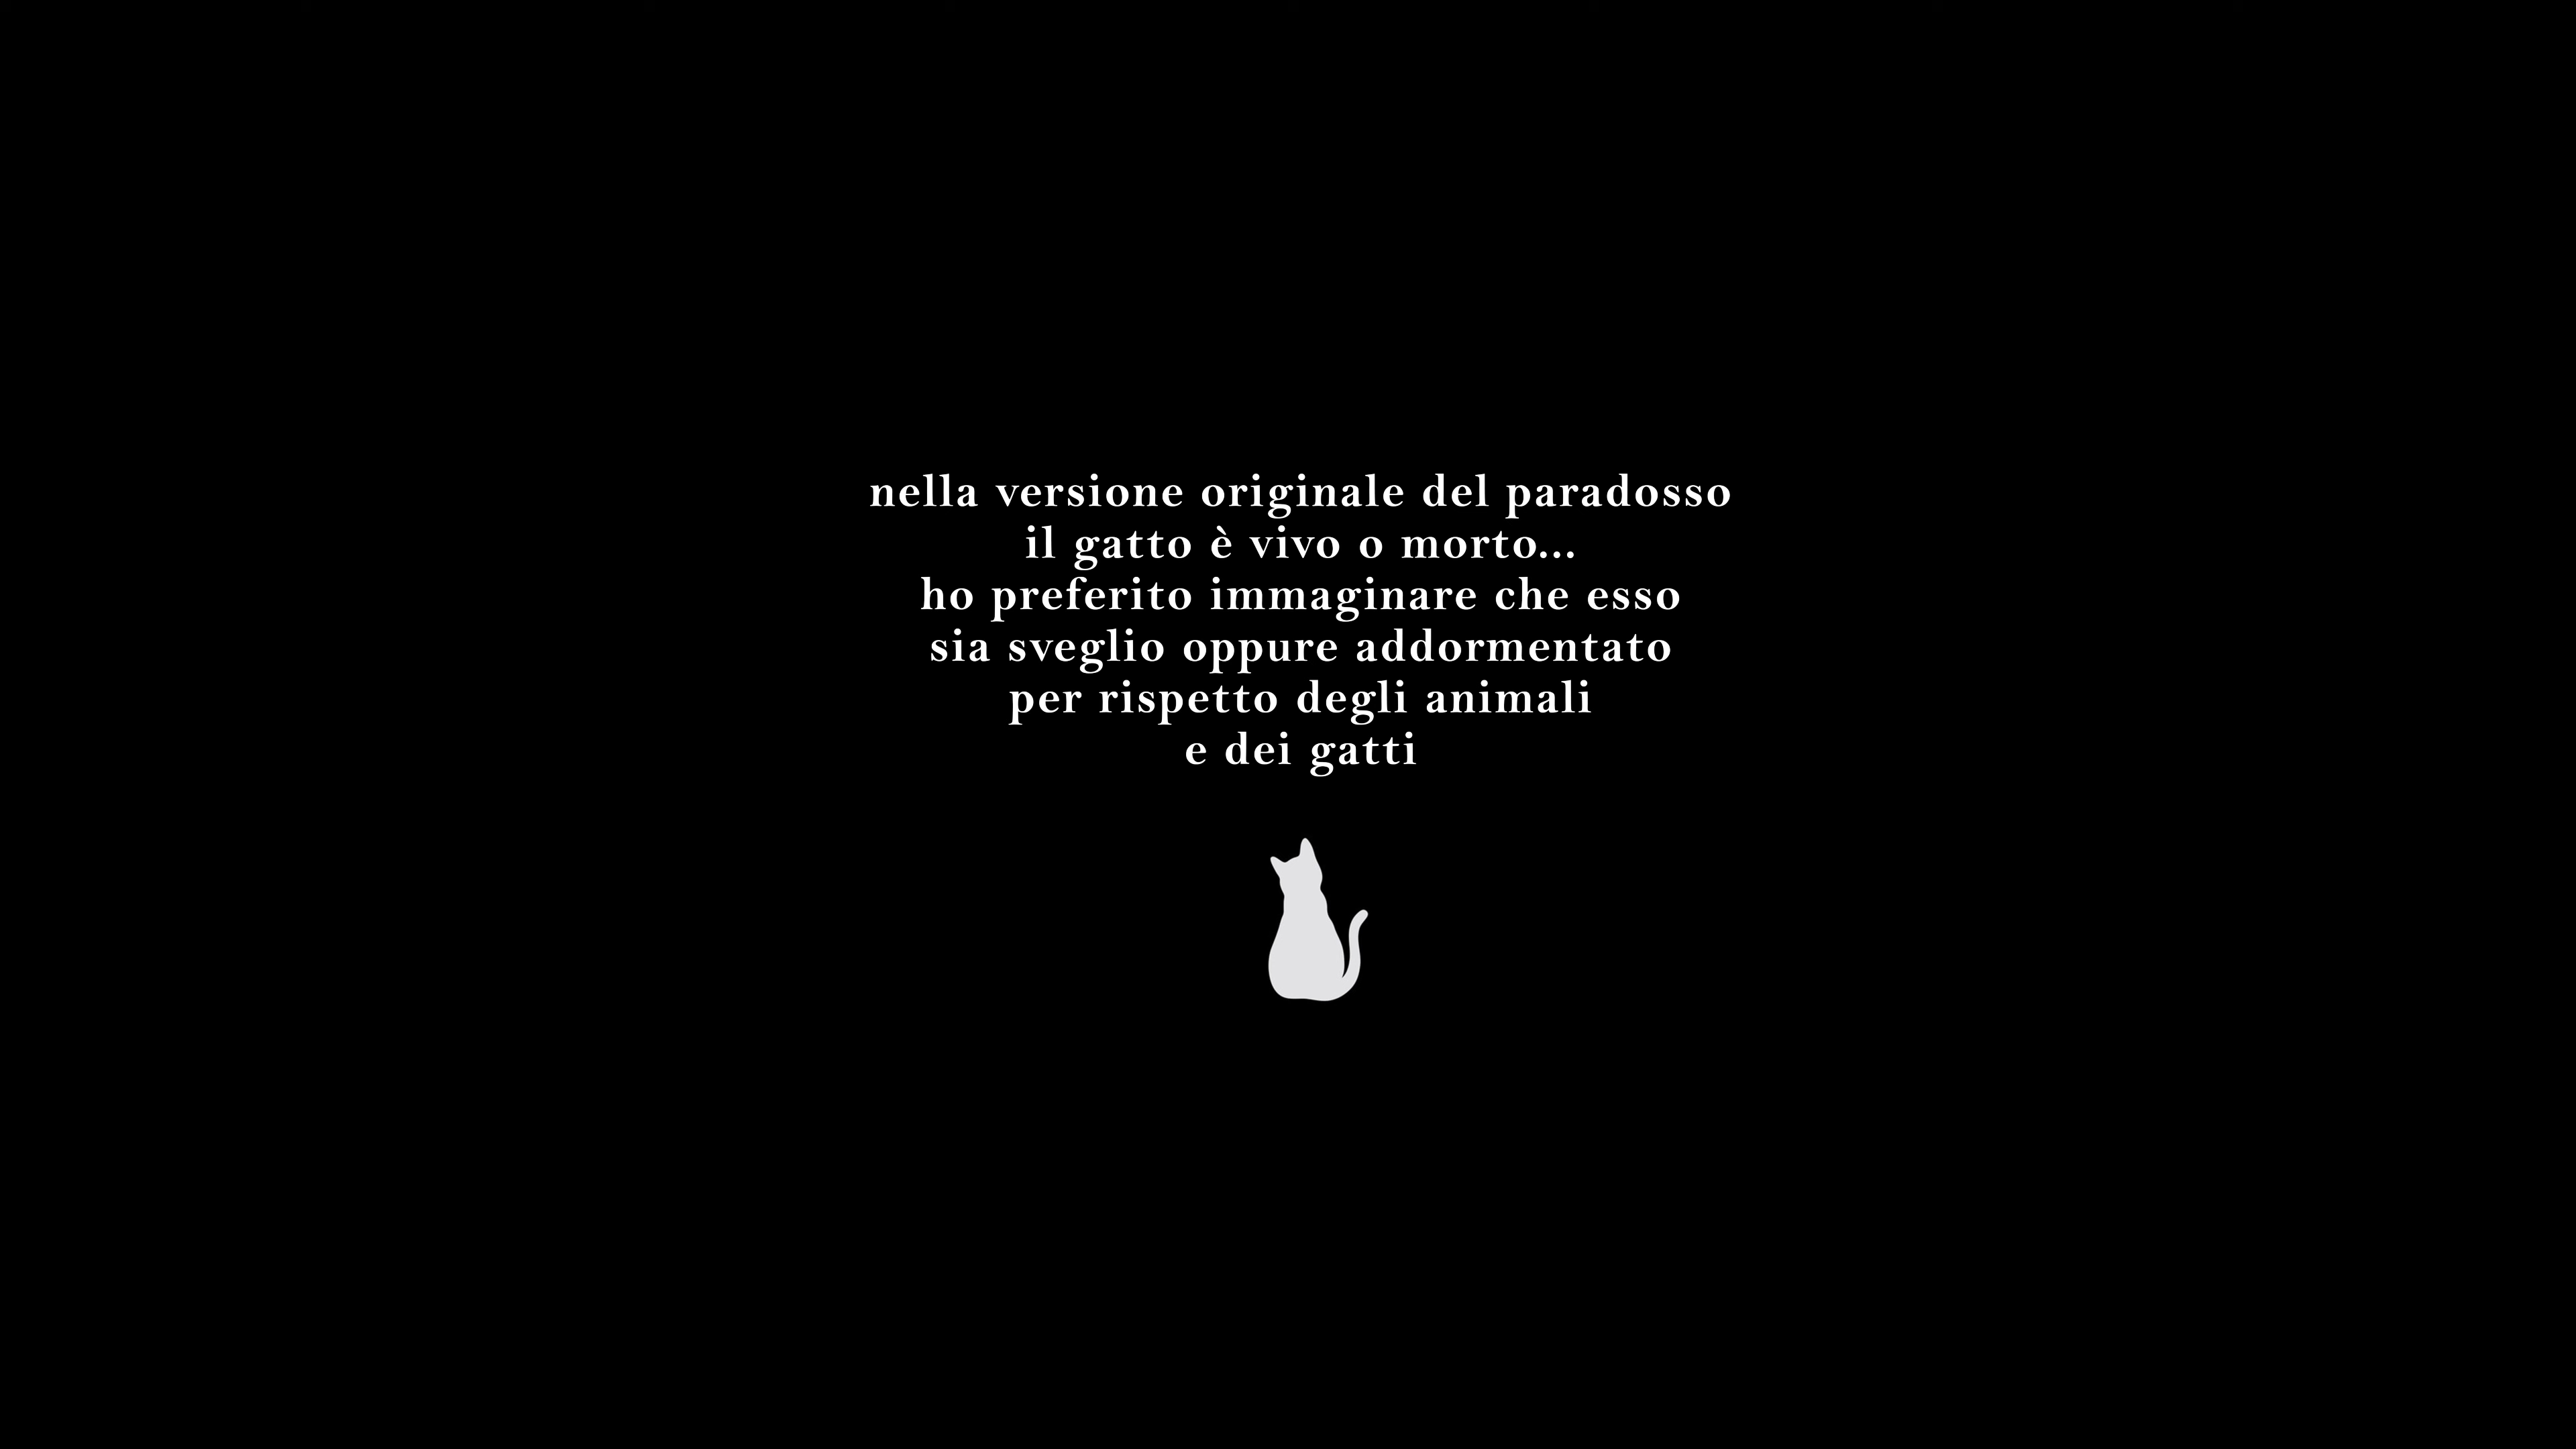 nella versione originale del paradosso
il gatto è vivo o morto...
ho preferito immaginare che esso
sia sveglio oppure addormentato
per rispetto degli animali
e dei gatti